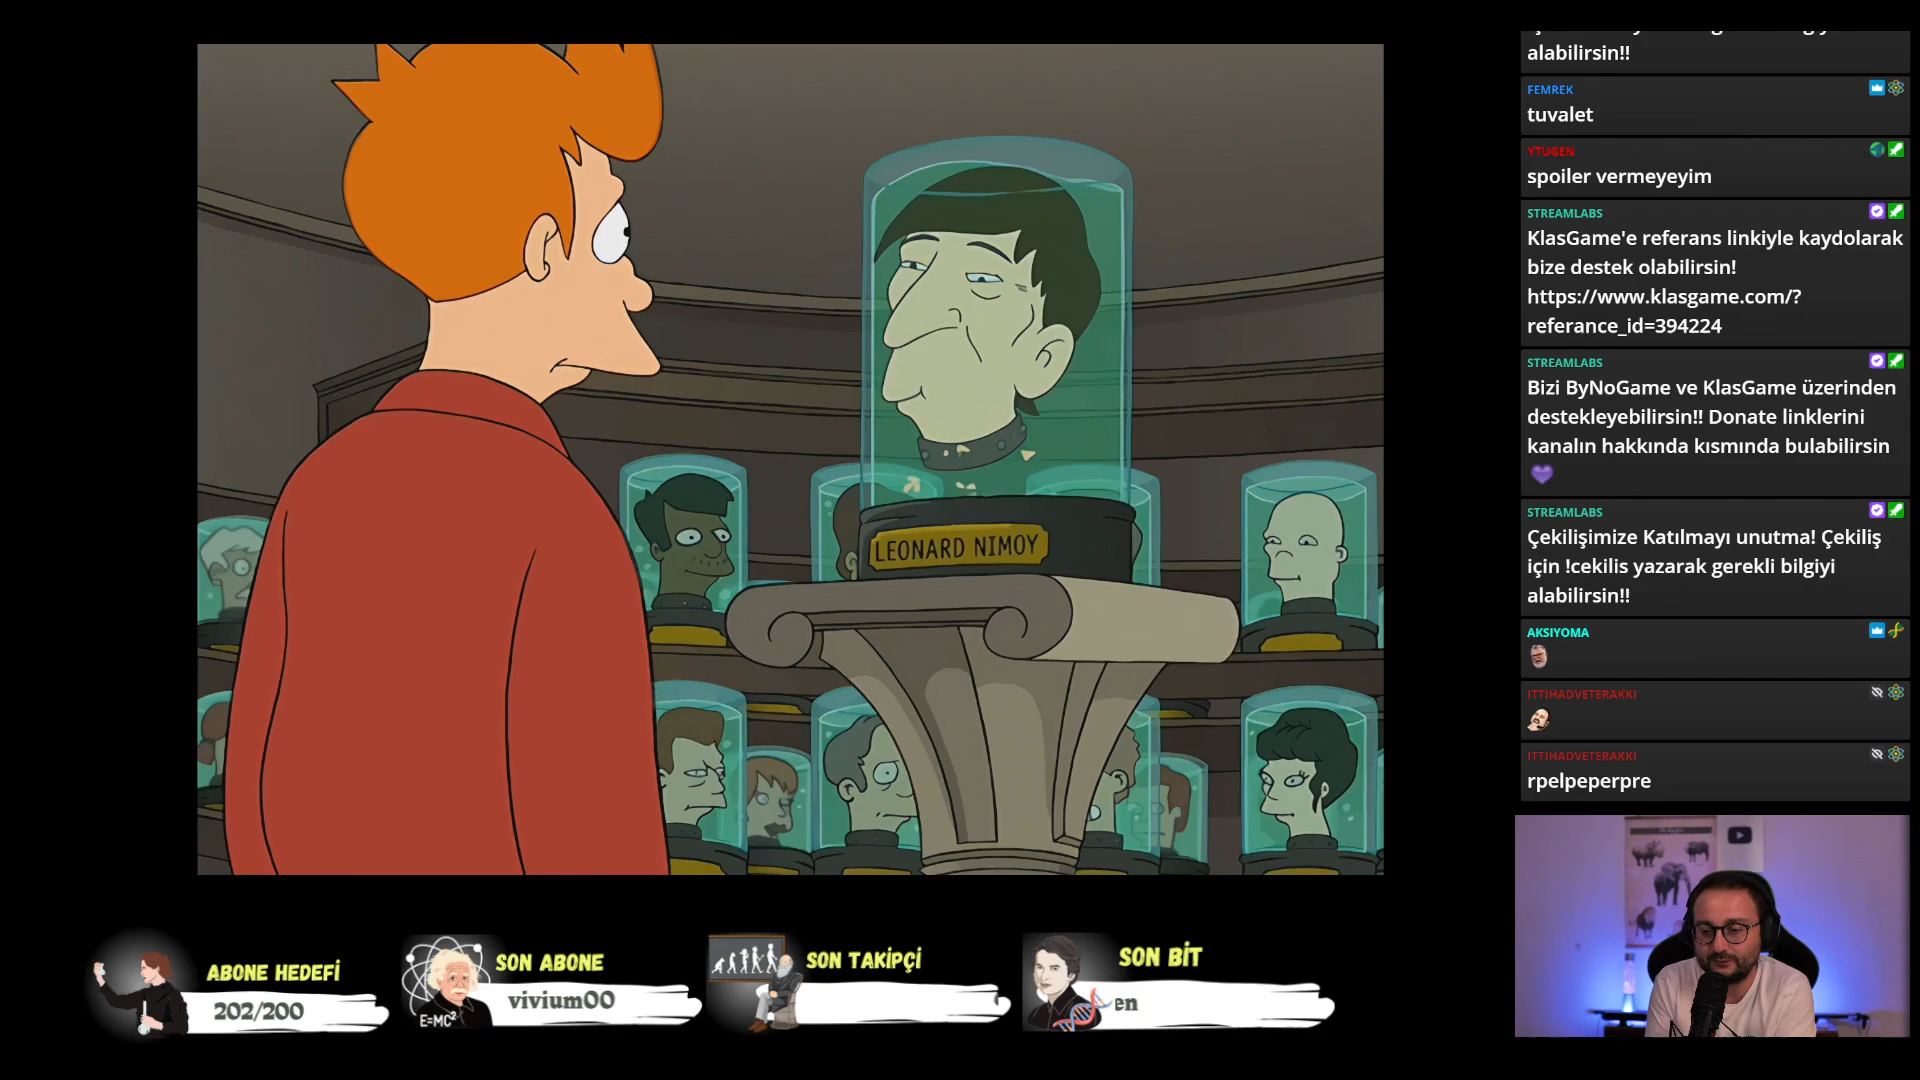 LEONARD NIMOY
alabilirsin!!
FEMREK
tuvalet
YTUGEN
spoiler vermeyeyim
STREAMLABS
KlasGame'e referans linkiyle kaydolarak
bize destek olabilirsin!
https://www.klasgame.com/?
referance_id=394224
STREAMLABS
Bizi ByNoGame ve KlasGame üzerinden
destekleyebilirsin!! Donate linklerini
kanalın hakkında kısmında bulabilirsin
STREAMLABS
Çekilişimize Katılmayı unutma! Çekiliş
için !cekilis yazarak gerekli bilgiyi
alabilirsin!!
AKSIYOMA
ITTIHADVETERAKKI
ITTIHADVETERAKKI
rpelpeperpre
ABONE HEDEFİ
202/200
SON ABONE
vivium00
E=MC²
SON TAKİPÇİ
SON BİT
en